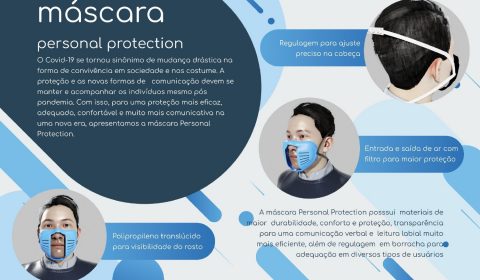 máscara
personal protection
O Covid-19 se tornou sinônimo de mudança drástica na
forma de convivência em sociedade e nos costume. A
proteção e as novas formas de comunicação devem se
manter e acompanhar os indivíduos mesmo pós
pandemia. Com isso, para uma proteção mais eficaz,
adequado, confortável e muito mais comunicativa na
uma nova era, apresentamos a máscara Personal
Protection.
Regulagem para ajuste
preciso na cabeça
Entrada e saída de ar com
filtro para maior proteção
Polipropileno translúcido
para visibilidade do rosto
A máscara Personal Protection posssui materiais de
maior durabilidade, conforto e proteção, transparência
para uma comunicação verbal e leitura labial muito
mais eficiente, além de regulagem em borracha para
adequação em diversos tipos de usuários